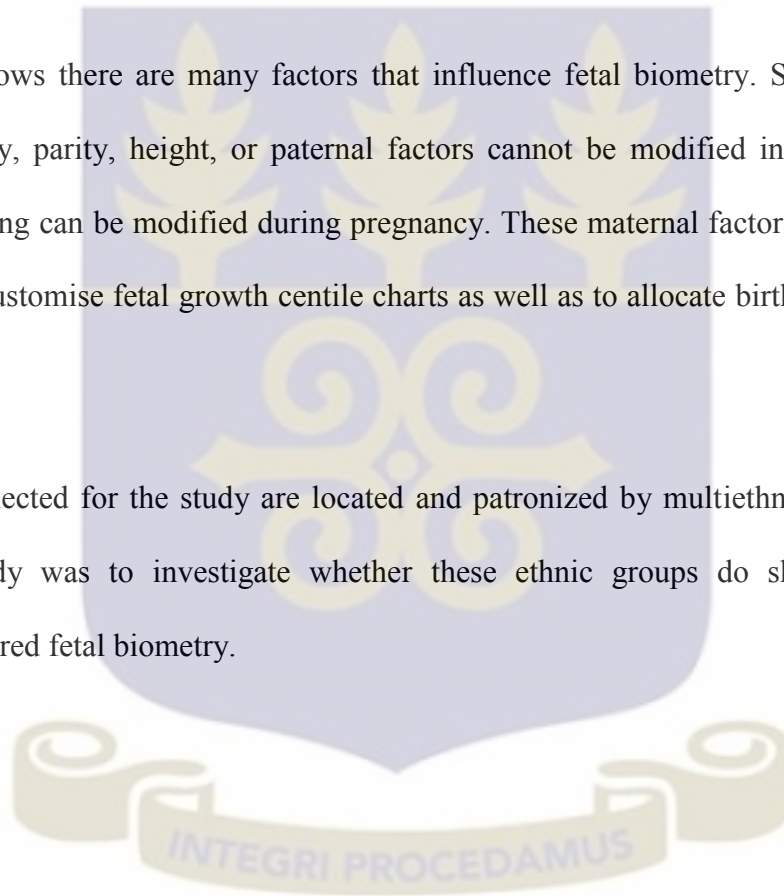 ows there are many factors that influence fetal biometry. S
y, parity, height, or paternal factors cannot be modified in
ng can be modified during pregnancy. These maternal factor
ustomise fetal growth centile charts as well as to allocate birt
lected for the study are located and patronized by multiethn
dy was to investigate whether these ethnic groups do s
red fetal biometry.
INTEGRI PROCEDAMUS